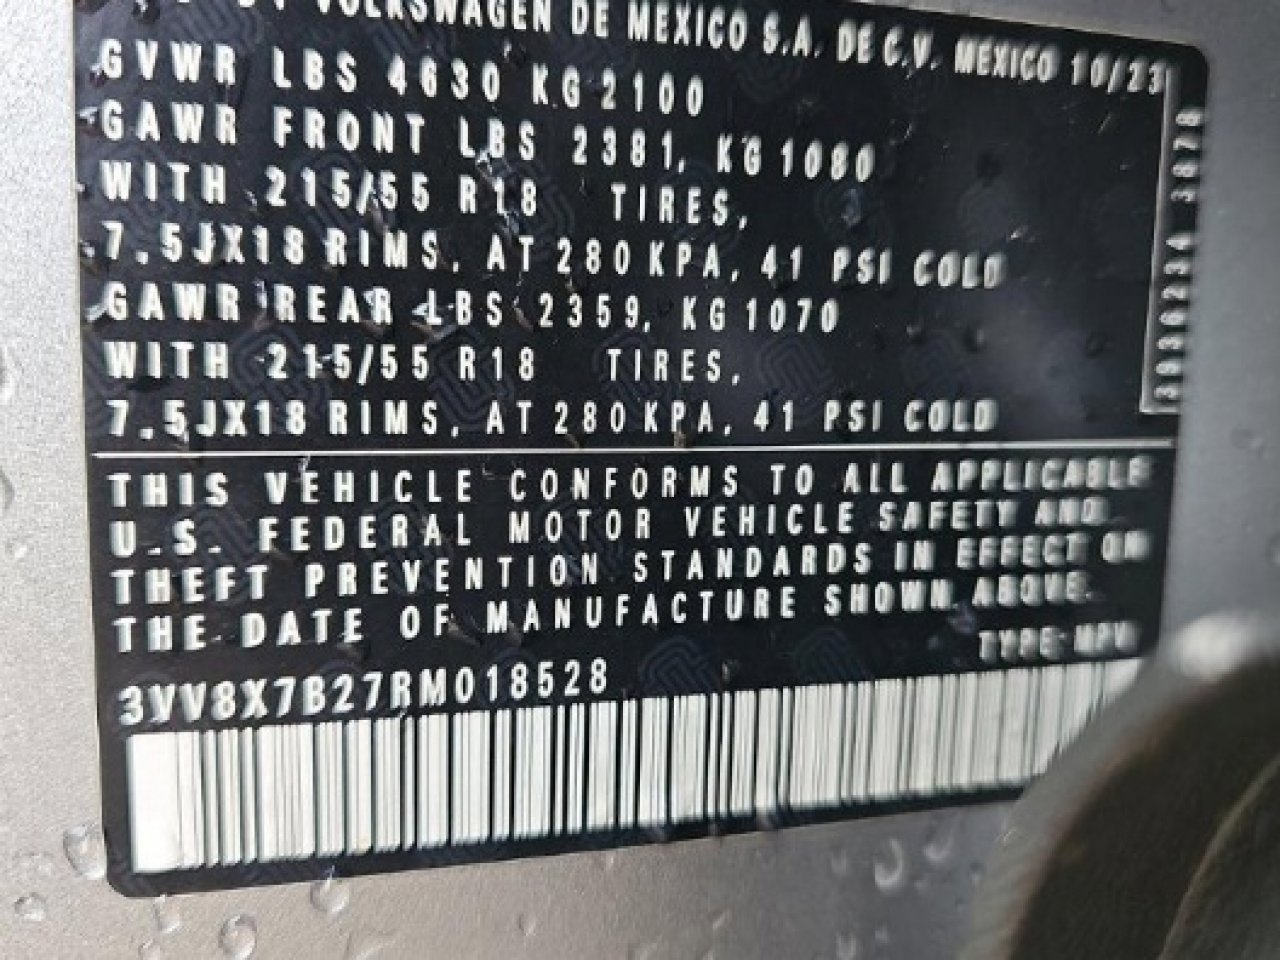 VOLKSWAGEN DE MEXICO S.A. DE C.V. MEXICO 10/23
GVWR LBS 4630 KG 2100
GAWR FRONT LBS 2381, KG 1080
WITH 215/55 R18 TIRES,
7.5JX18 RIMS, AT 280 KPA, 41 PSI COLD
GAWR REAR LBS 2359, KG 1070
WITH 215/55 R18 TIRES,
7.5JX18 RIMS, AT 280 KPA, 41 PSI COLD
THIS VEHICLE CONFORMS TO ALL APPLICABLE
U.S. FEDERAL MOTOR VEHICLE SAFETY AND
THEFT PREVENTION STANDARDS IN EFFECT ON
THE DATE OF MANUFACTURE SHOWN ABOVE.
TYPE: MPV
3VV8X7B27RM018528